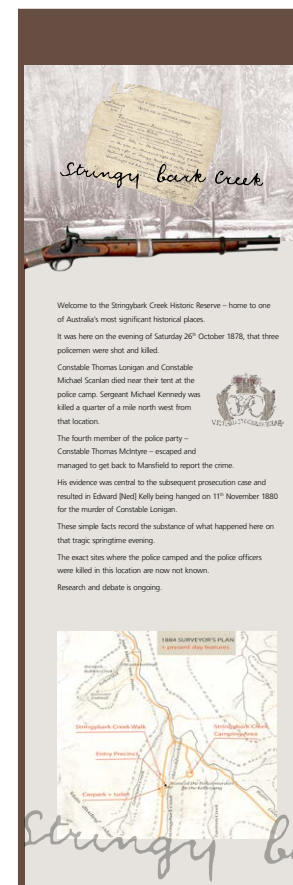 Stringy bark Creek
Welcome to the Stringybark Creek Historic Reserve – home to one
of Australia's most significant historical places.
It was here on the evening of Saturday 26th October 1878, that three
policemen were shot and killed.
Constable Thomas Lonigan and Constable
Michael Scanlan died near their tent at the
police camp. Sergeant Michael Kennedy was
killed a quarter of a mile north west from
that location.
The fourth member of the police party –
Constable Thomas McIntyre – escaped and
managed to get back to Mansfield to report the crime.
His evidence was central to the subsequent prosecution case and
resulted in Edward [Ned] Kelly being hanged on 11th November 1880
for the murder of Constable Lonigan.
These simple facts record the substance of what happened here on
that tragic springtime evening.
The exact sites where the police camped and the police officers
were killed in this location are now not known.
Research and debate is ongoing.
1884 SURVEYOR'S PLAN
+ present day features
Stringybark Creek Walk
Stringybark Creek
Camping Area
Entry Precinct
Carpark + toilet
Stringy b